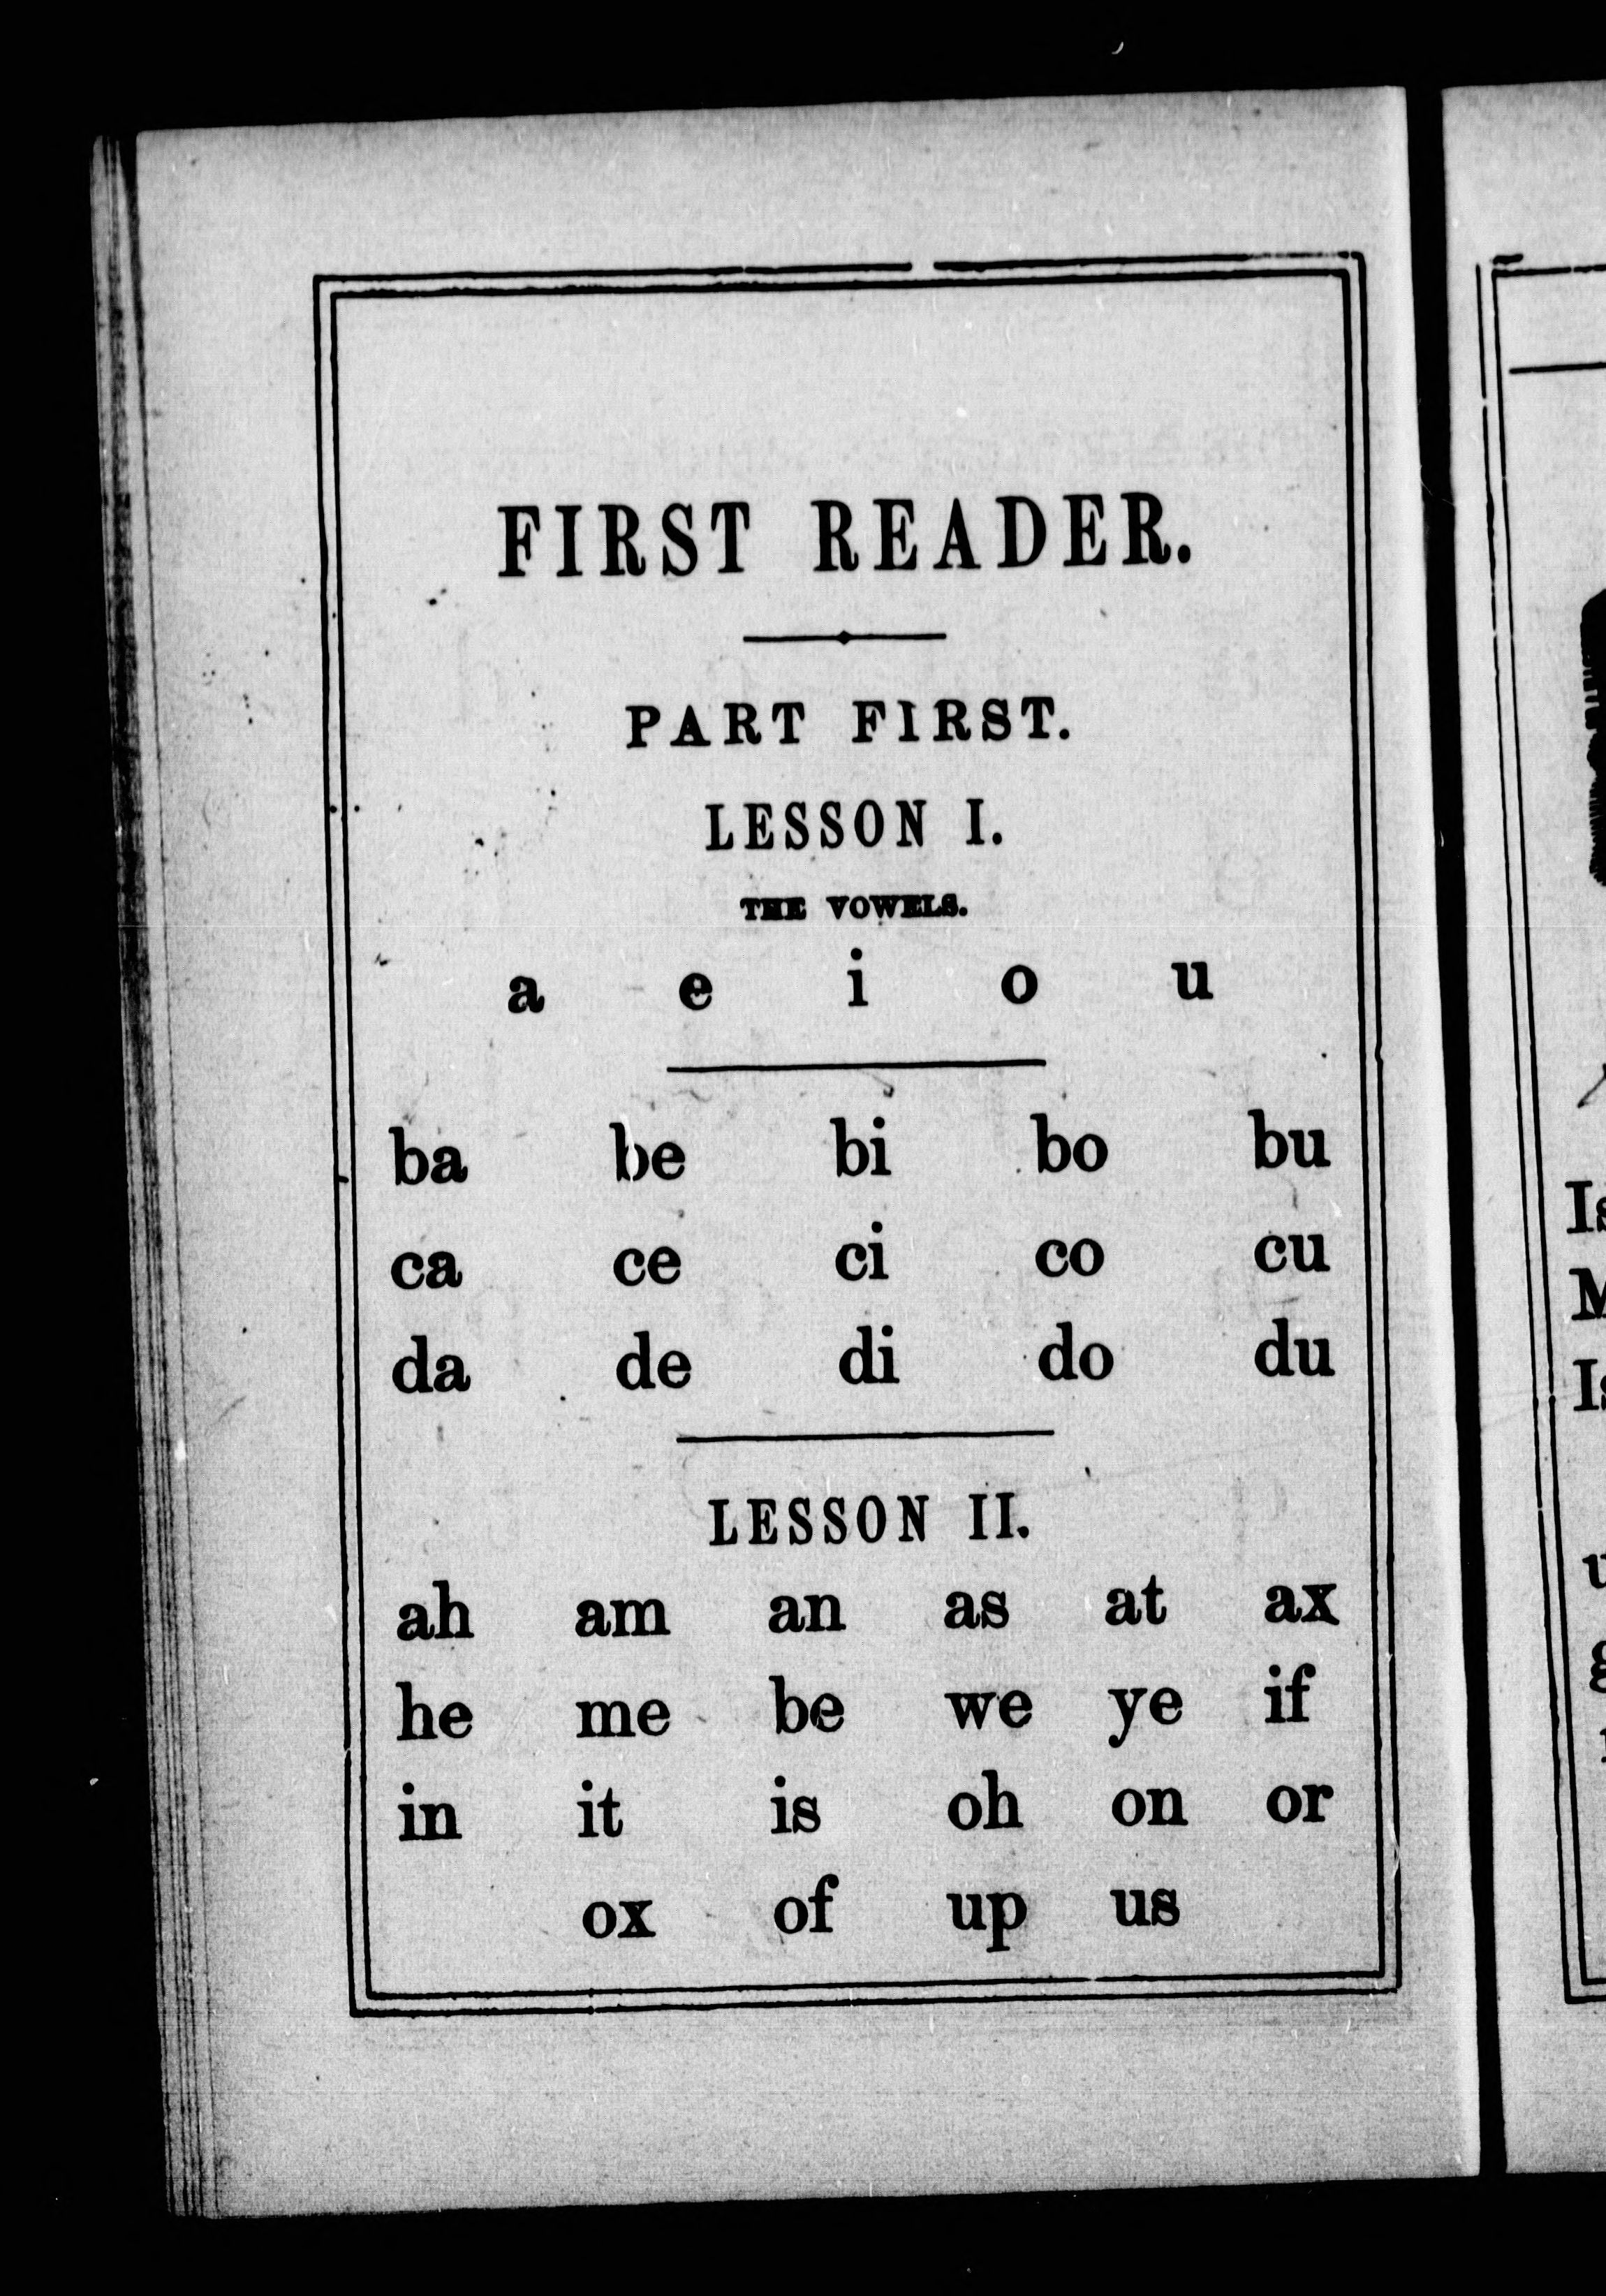 FIRST READER.
PART FIRST.
LESSON I.
THE VOWELS.
a e i o u
ba be bi bo bu
ca ce ci co cu
da de di do du
LESSON II.
ah am an as at ax
he me be we ye if
in it is oh on or
ox of up us